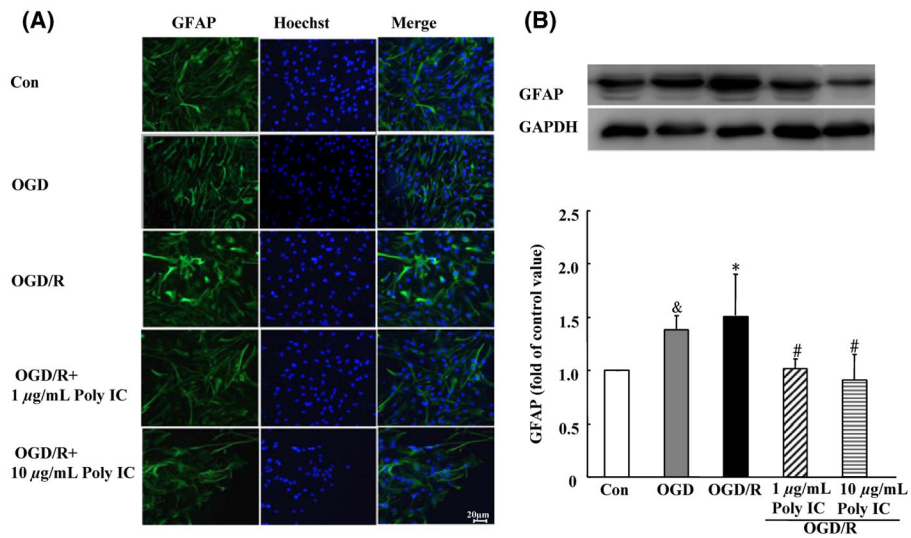 (A)
GFAP Hoechst Merge
Con
OGD
OGD/R
OGD/R+
1 µg/mL Poly IC
OGD/R+
10 µg/mL Poly IC
20µm
(B)
GFAP
GAPDH
GFAP (fold of control value)
2.5
2.0
1.5
1.0
0.5
0
&
*
#
#
Con OGD OGD/R 1 µg/mL 10 µg/mL
Poly IC Poly IC
OGD/R